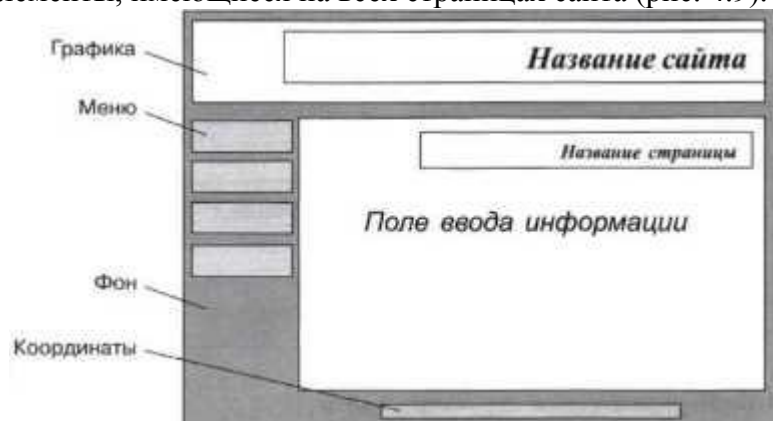 элементы, имеющиеся на всех страницах сайта (рис. 4.9).
Графика
Название сайта
Меню
Название страницы
Поле ввода информации
Фон
Координаты